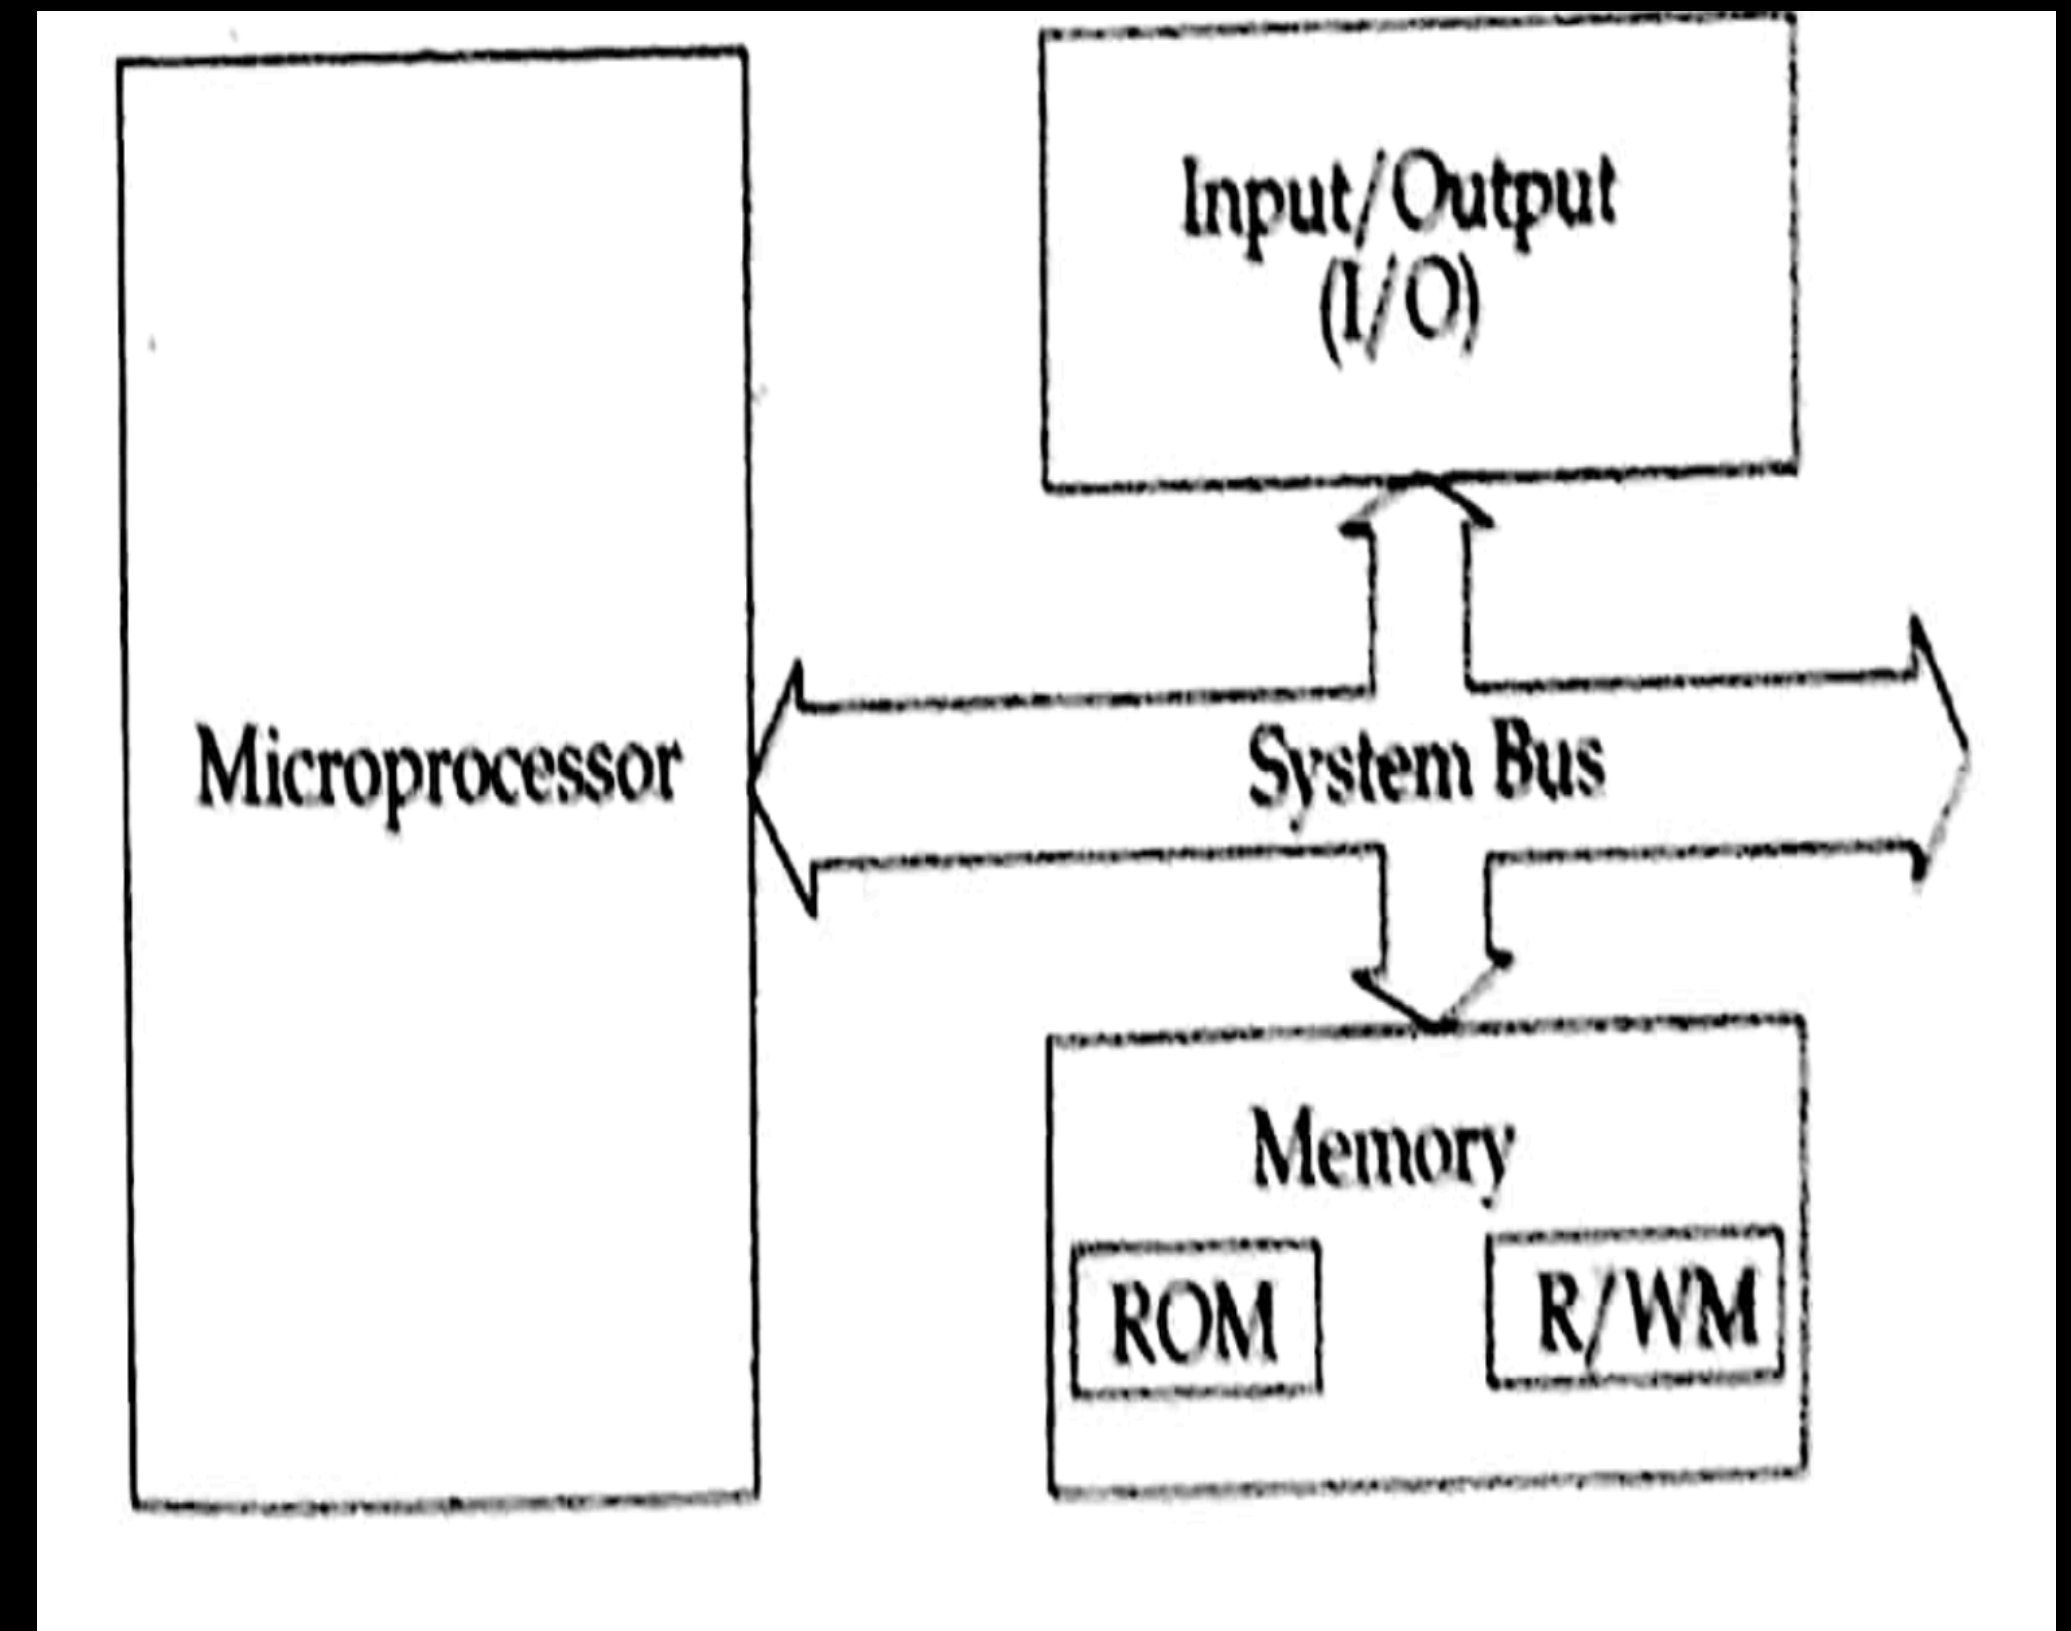 Input/Output
(I/O)
Microprocessor
System Bus
Memory
ROM
R/WM